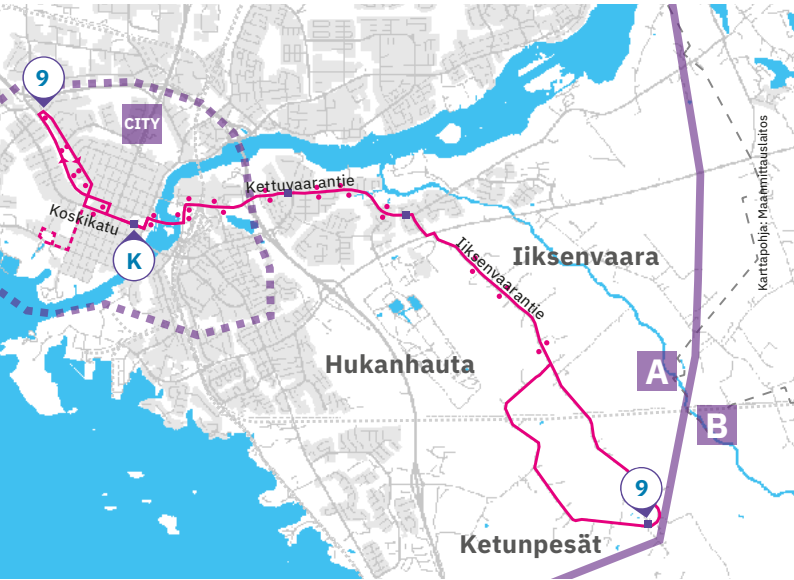 9
CITY
Kettuvaarantie
Koskikatu
K
Iiksenvaarantie
Iiksenvaara
Karttapohja: Maanmittauslaitos
Hukanhauta
A
B
9
Ketunpesät